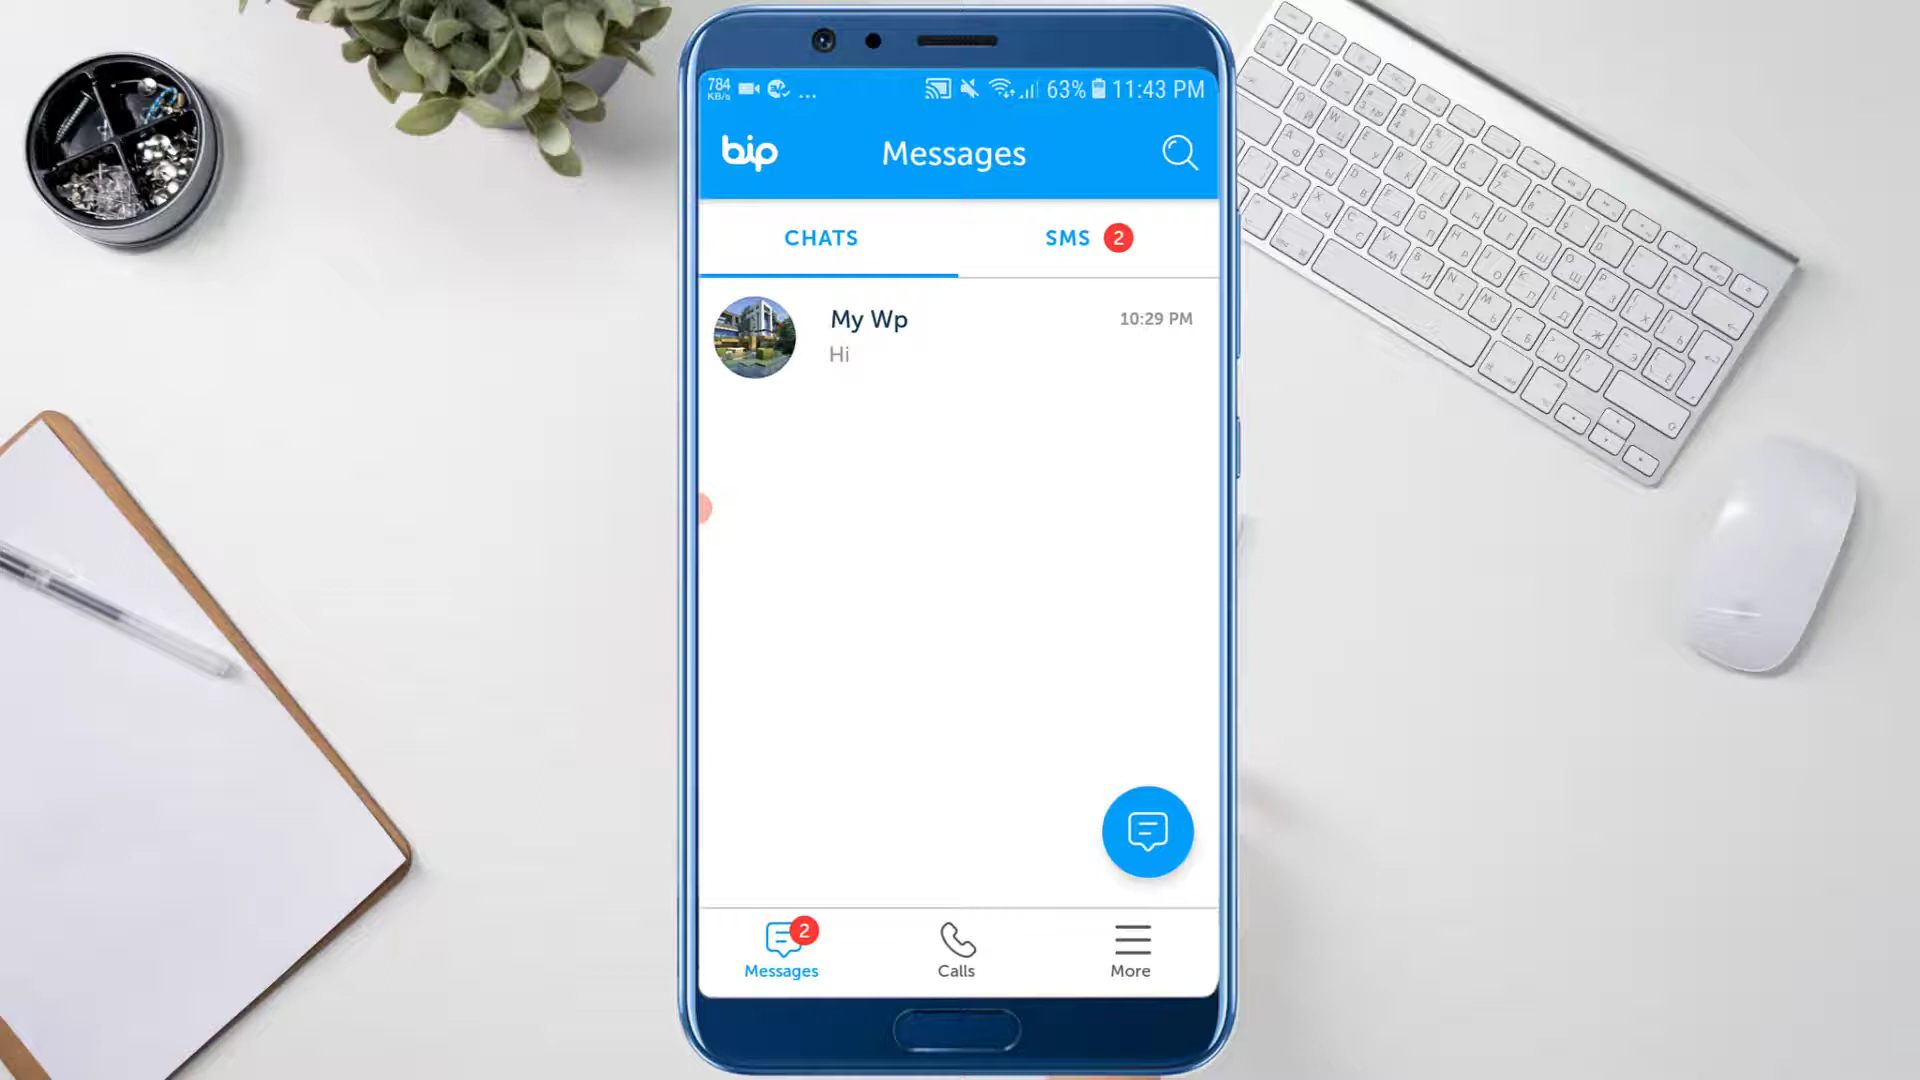 784
KB/s
... 63% 11:43 PM
bip
Messages
CHATS
SMS 2
My Wp
10:29 PM
Hi
2
Messages
Calls
More